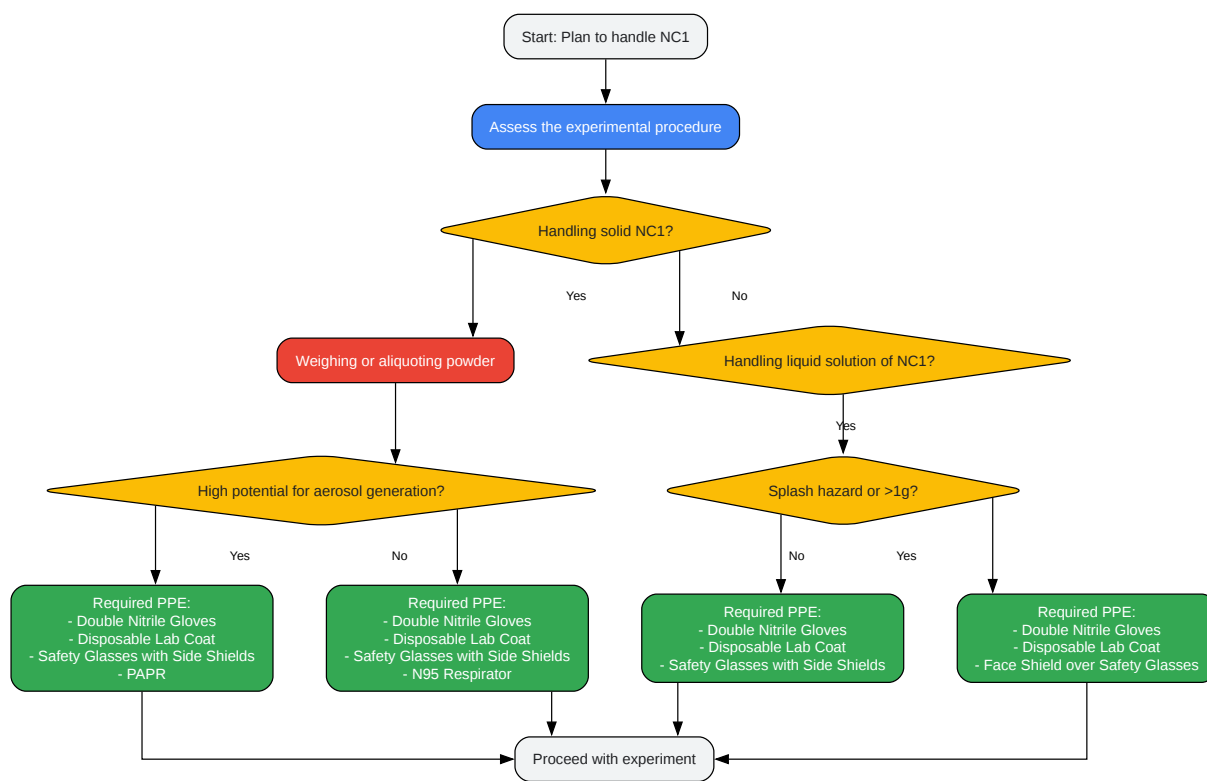 Start: Plan to handle NC1
Assess the experimental procedure
Handling solid NC1?
Yes
No
Weighing or aliquoting powder
Handling liquid solution of NC1?
Yes
High potential for aerosol generation?
Splash hazard or >1g?
Yes
No
No
Yes
Required PPE:
- Double Nitrile Gloves
- Disposable Lab Coat
- Safety Glasses with Side Shields
- PAPR
Required PPE:
- Double Nitrile Gloves
- Disposable Lab Coat
- Safety Glasses with Side Shields
- N95 Respirator
Required PPE:
- Double Nitrile Gloves
- Disposable Lab Coat
- Safety Glasses with Side Shields
Required PPE:
- Double Nitrile Gloves
- Disposable Lab Coat
- Face Shield over Safety Glasses
Proceed with experiment